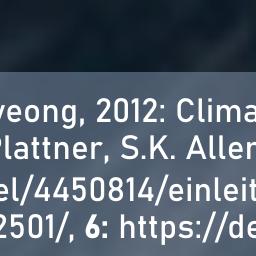 yeong, 2012: Clima
Plattner, S.K. Allen
el/4450814/einleit
2501/, 6: https://de